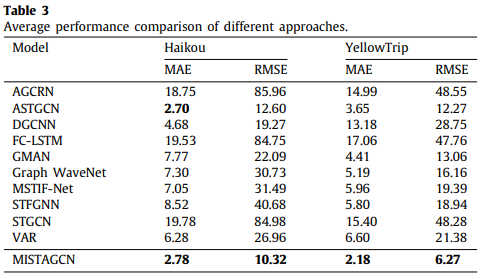 Table 3
Average performance comparison of different approaches.
Model Haikou YellowTrip
MAE RMSE MAE RMSE
AGCRN 18.75 85.96 14.99 48.55
ASTGCN 2.70 12.60 3.65 12.27
DGCNN 4.68 19.27 13.18 28.75
FC-LSTM 19.53 84.75 17.06 47.76
GMAN 7.77 22.09 4.41 13.06
Graph WaveNet 7.30 30.73 5.19 16.16
MSTIF-Net 7.05 31.49 5.96 19.39
STFGNN 8.52 40.68 5.80 18.94
STGCN 19.78 84.98 15.40 48.28
VAR 6.28 26.96 6.60 21.38
MISTAGCN 2.78 10.32 2.18 6.27